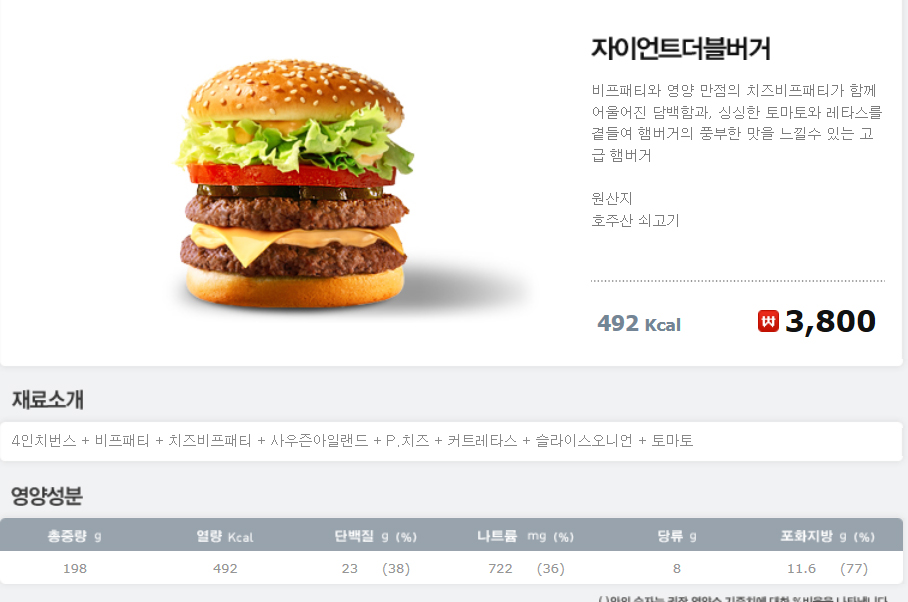 자이언트더블버거
비프패티와 영양 만점의 치즈비프패티가 함께
어울어진 담백함과, 싱싱한 토마토와 레타스를
곁들여 햄버거의 풍부한 맛을 느낄수 있는 고
급 햄버거
원산지
호주산 쇠고기
492 Kcal
₩ 3,800
재료소개
4인치번스 + 비프패티 + 치즈비프패티 + 사우즌아일랜드 + P.치즈 + 커트레타스 + 슬라이스오니언 + 토마토
영양성분
총중량 g 열량 Kcal 단백질 g (%) 나트륨 mg (%) 당류 g 포화지방 g (%)
198 492 23 (38) 722 (36) 8 11.6 (77)